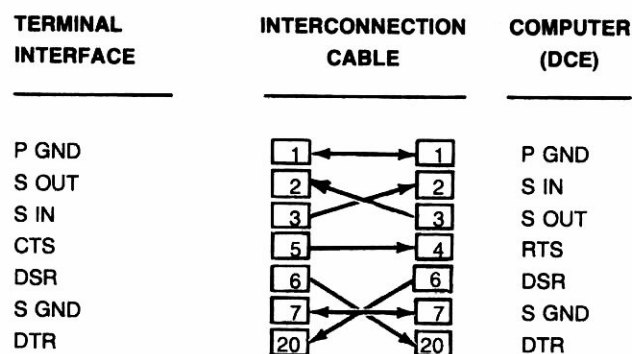 TERMINAL INTERCONNECTION COMPUTER
INTERFACE CABLE (DCE)
P GND 1 1 P GND
S OUT 2 2 S IN
S IN 3 3 S OUT
CTS 5 4 RTS
DSR 6 6 DSR
S GND 7 7 S GND
DTR 20 20 DTR